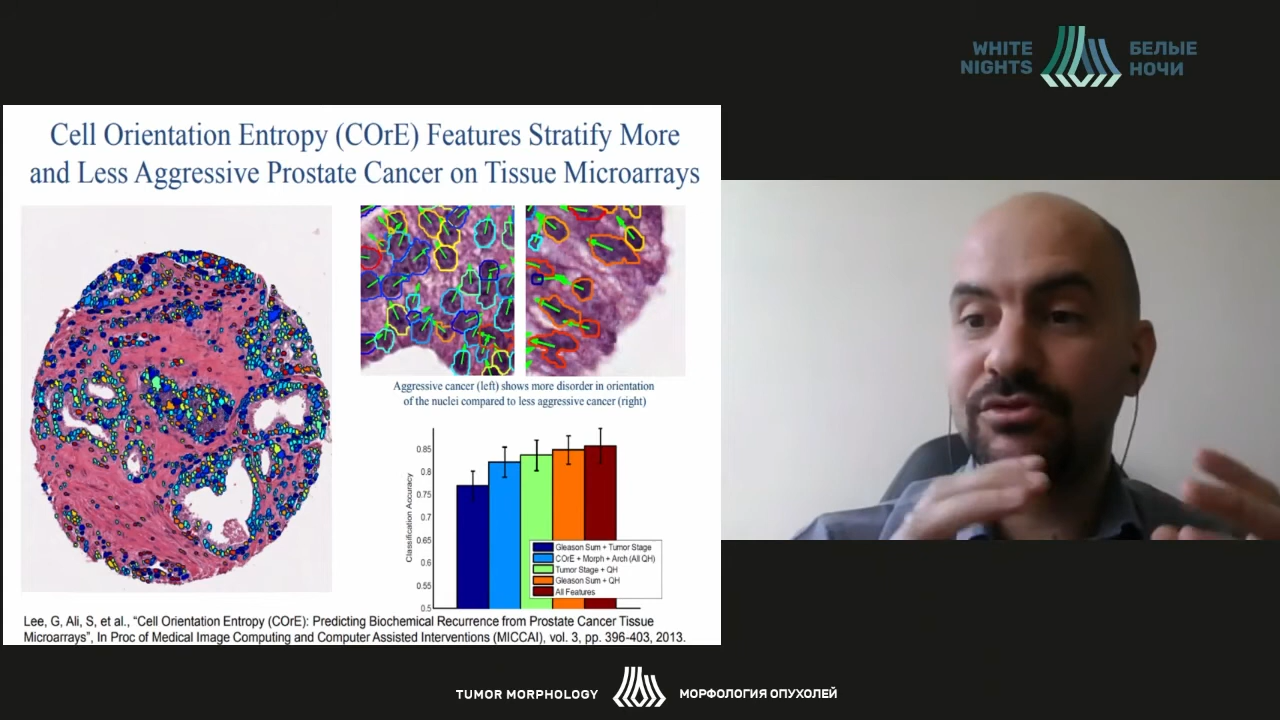 WHITE
NIGHTS
БЕЛЫЕ
НОЧИ
Cell Orientation Entropy (COrE) Features Stratify More
and Less Aggressive Prostate Cancer on Tissue Microarrays
Aggressive cancer (left) shows more disorder in orientation
of the nuclei compared to less aggressive cancer (right)
Classification Accuracy
0.85
0.8
0.75
0.7
0.65
0.6
0.55
0.5
Gleason Sum + Tumor Stage
COrE + Morph + Arch (All QH)
Tumor Stage + QH
Gleason Sum + QH
All Features
Lee, G, Ali, S, et al., “Cell Orientation Entropy (COrE): Predicting Biochemical Recurrence from Prostate Cancer Tissue
Microarrays”, In Proc of Medical Image Computing and Computer Assisted Interventions (MICCAI), vol. 3, pp. 396-403, 2013.
TUMOR MORPHOLOGY
МОРФОЛОГИЯ ОПУХОЛЕЙ